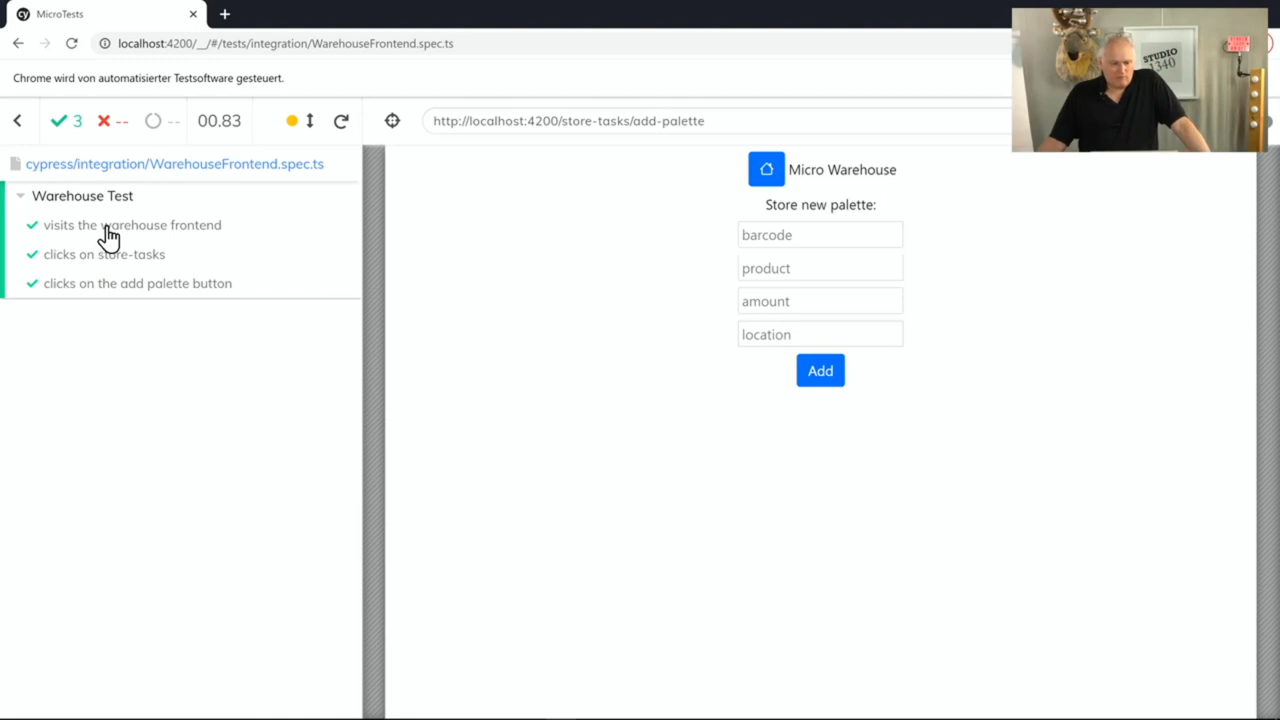 cy MicroTests
localhost:4200/__/#/tests/integration/WarehouseFrontend.spec.ts
Chrome wird von automatisierter Testsoftware gesteuert.
3 -- -- 00.83
http://localhost:4200/store-tasks/add-palette
cypress/integration/WarehouseFrontend.spec.ts
Warehouse Test
visits the warehouse frontend
clicks on store-tasks
clicks on the add palette button
Micro Warehouse
Store new palette:
barcode
product
amount
location
Add
STUDIO
1340